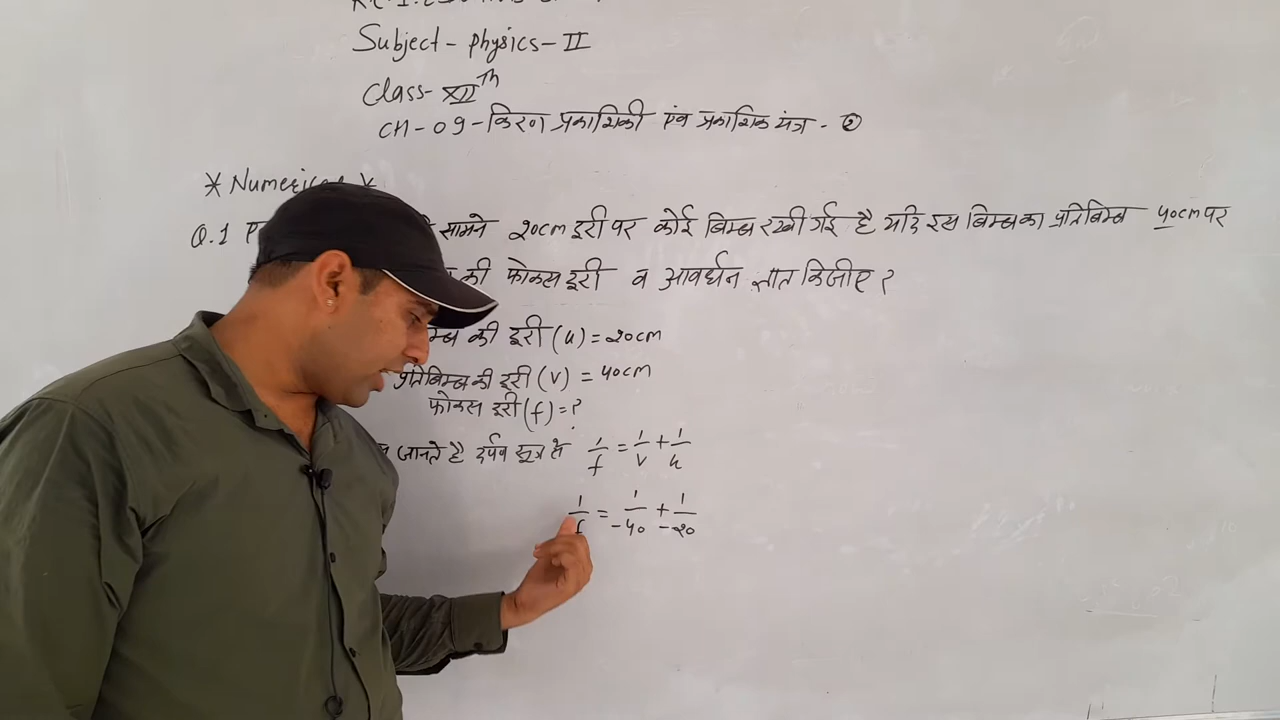 Subject - physics - II
Class - XII Th
CH - 09 - किरण प्रकाशिकी एंव प्रकाशिक यंत्र - ②
* Numerical *
Q.1 सामने 20cm दूरी पर कोई बिम्ब रखी गई है यदि इस बिम्ब का प्रतिबिम्ब 40cm पर
की फोकस दूरी व आवर्धन ज्ञात किजीए ?
की दूरी (u) = 20cm
प्रतिबिम्ब की दूरी (v) = 40cm
फोकस दूरी (f) = ?
जानते है दर्पण सूत्र से 1/f = 1/v + 1/u
1/f = 1/-40 + 1/-20